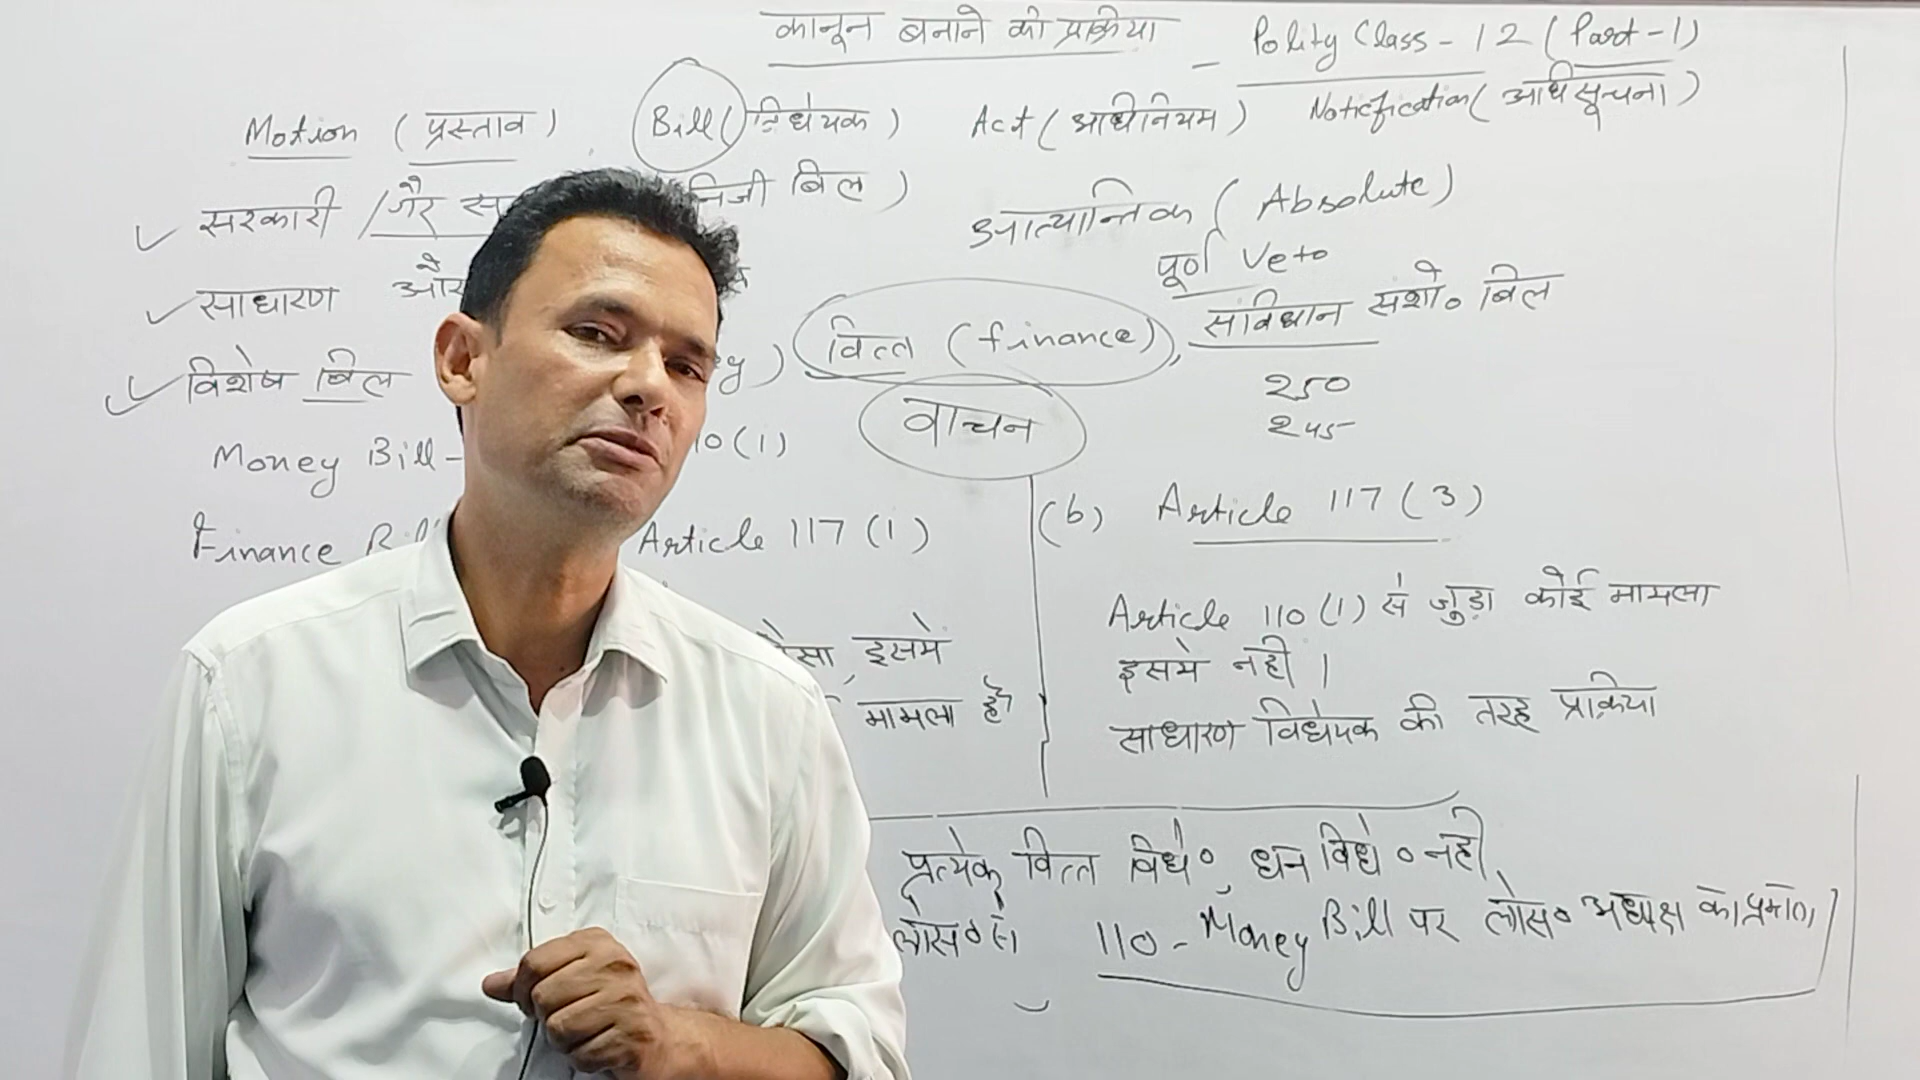 कानून बनाने की प्रक्रिया - Polity Class - 12 (Part-1)
Motion (प्रस्ताव) Bill (विधेयक) Act (अधिनियम) Notification (अधिसूचना)
सरकारी / गैर निजी बिल)
आत्यान्तिक (Absolute)
पूर्ण Veto
साधारण और
वित्त (finance), संविधान संशो० बिल
विशेष बिल
250
245
वाचन
Money Bill - 10(1)
Finance Article 117 (1)
(b) Article 117 (3)
Article 110 (1) से जुड़ा कोई मामला
इसमे नही ।
साधारण विधेयक की तरह प्रक्रिया
इसमे
मामला है
प्रत्येक वित्त विधे०, धन विधे० नही,
लोस० से 110 - Money Bill पर लोस० अध्यक्ष का प्रमाण